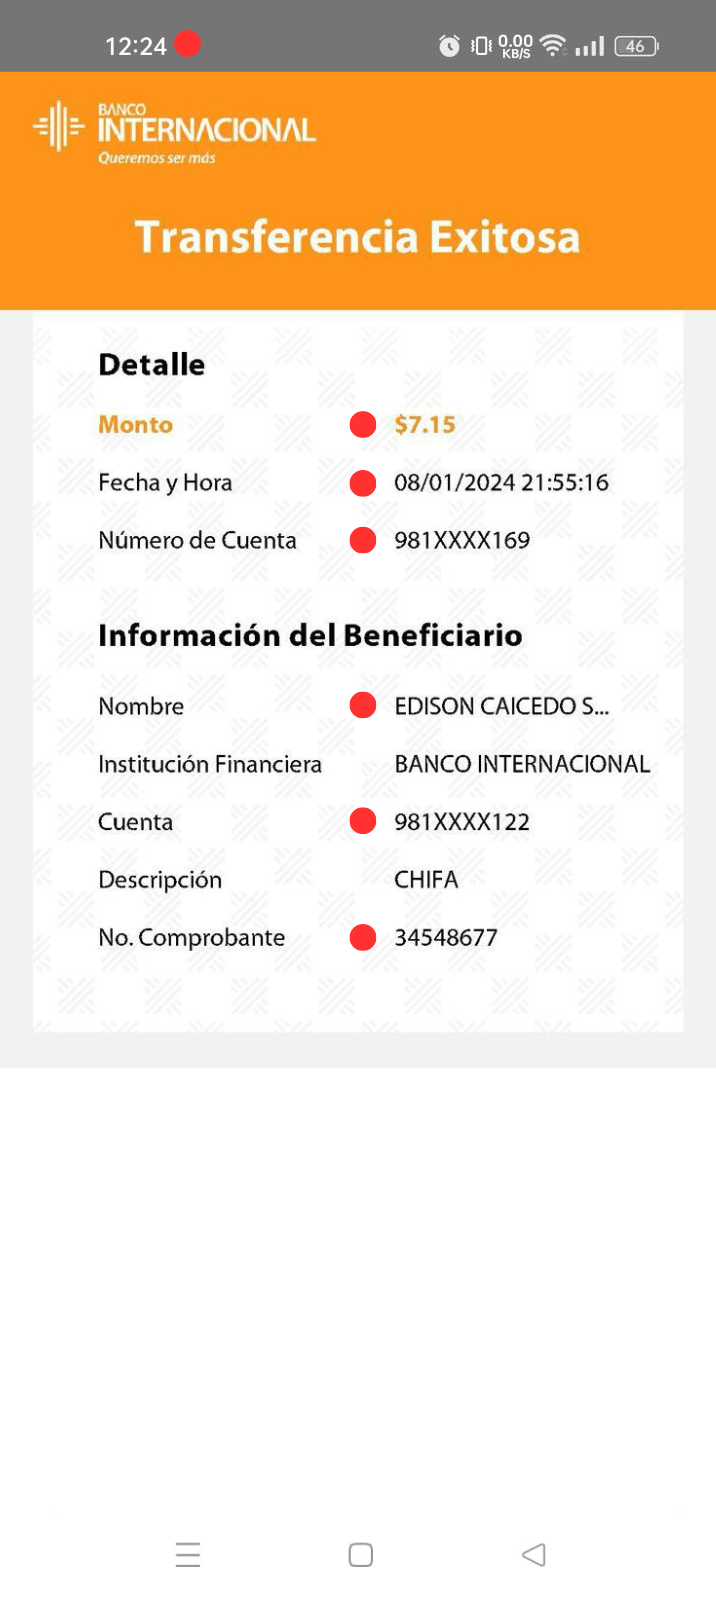 12:24 0.00 KB/S 46
BANCO
INTERNACIONAL
Queremos ser más
Transferencia Exitosa
Detalle
Monto $7.15
Fecha y Hora 08/01/2024 21:55:16
Número de Cuenta 981XXXX169
Información del Beneficiario
Nombre EDISON CAICEDO S...
Institución Financiera BANCO INTERNACIONAL
Cuenta 981XXXX122
Descripción CHIFA
No. Comprobante 34548677